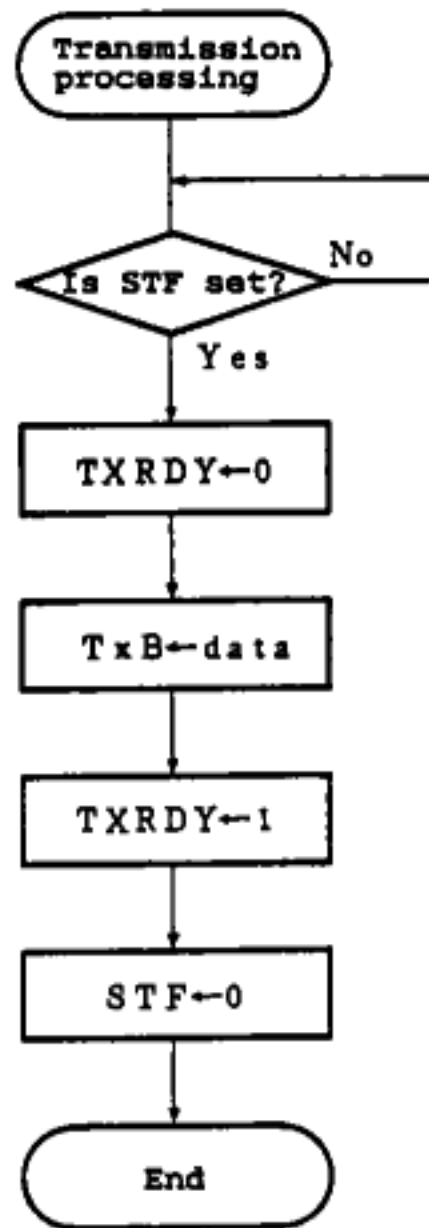 Transmission
processing
Is STF set?
No
Yes
TXRDY←0
TxB←data
TXRDY←1
STF←0
End